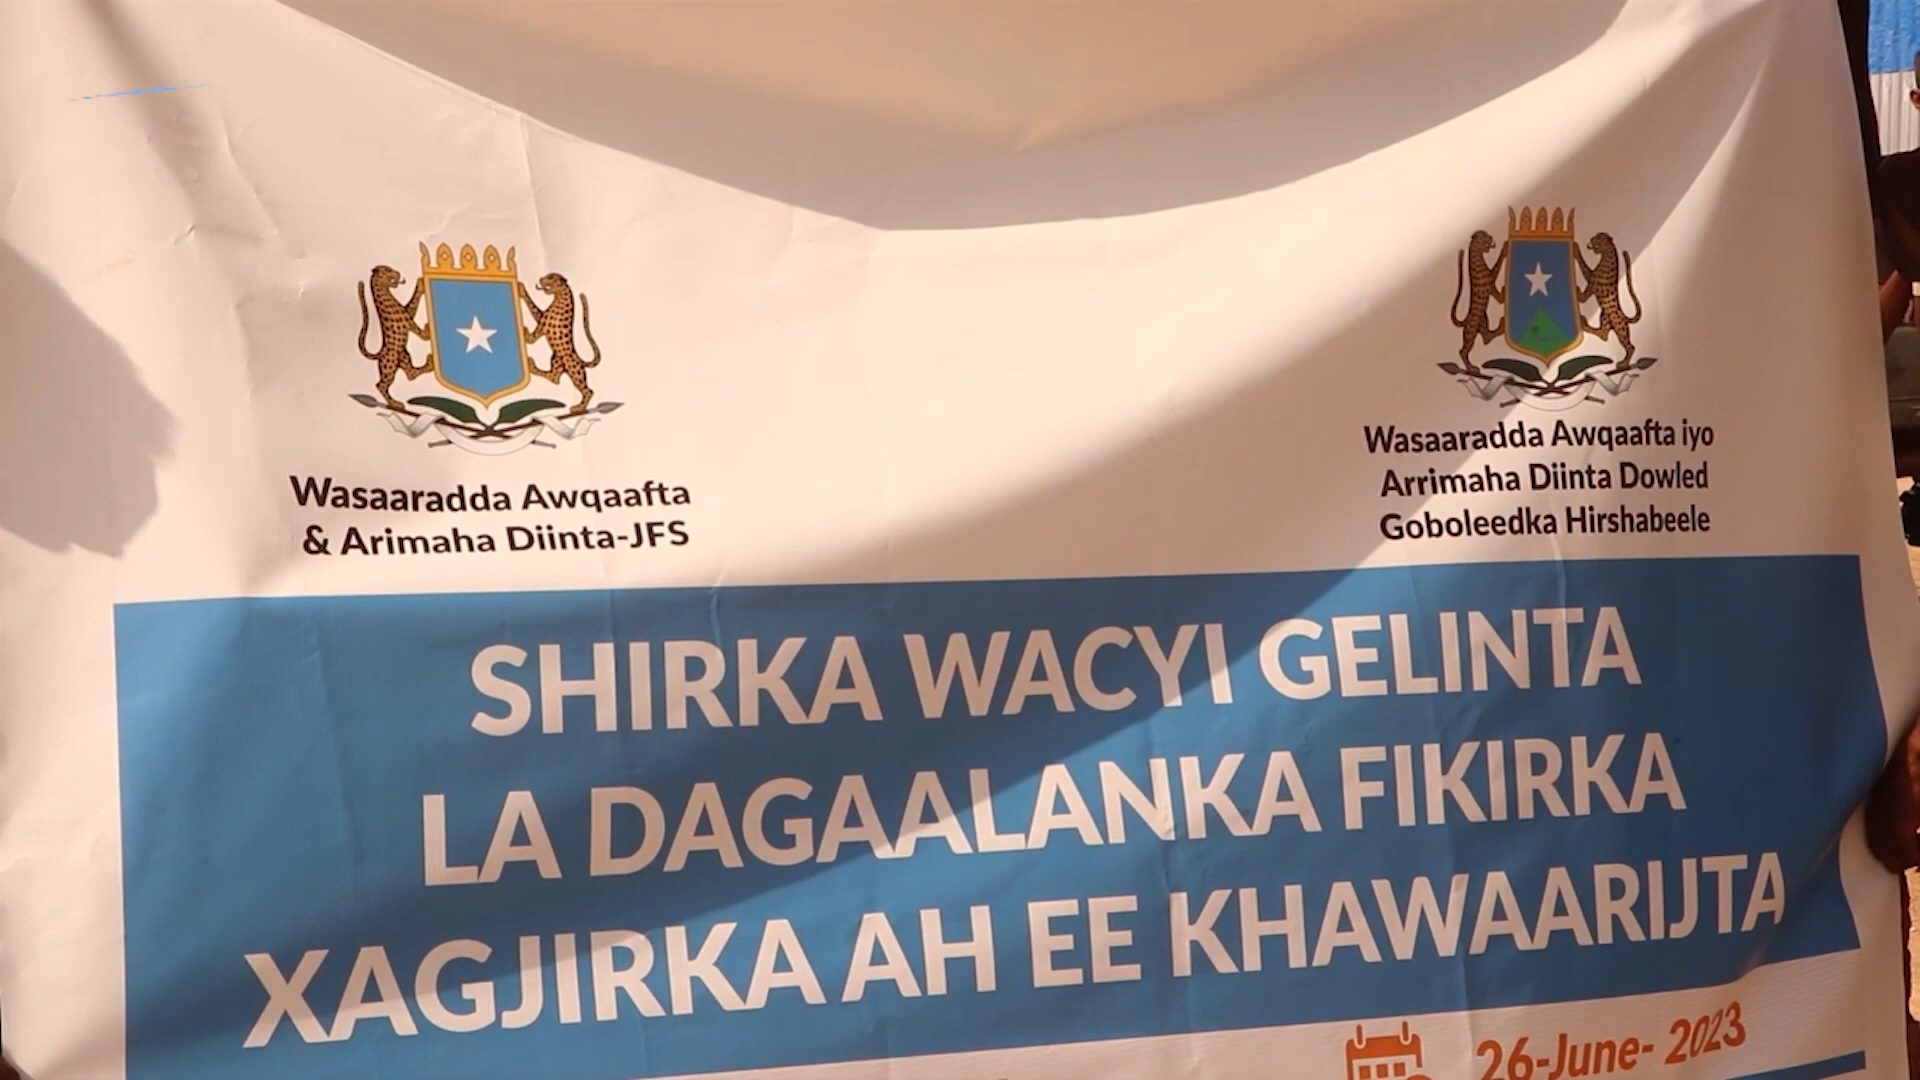 Wasaaradda Awqaafta
& Arimaha Diinta-JFS
Wasaaradda Awqaafta iyo
Arrimaha Diinta Dowled
Goboleedka Hirshabeele
SHIRKA WACYI GELINTA
LA DAGAALANKA FIKIRKA
XAGJIRKA AH EE KHAWAARIJTA
26-June- 2023